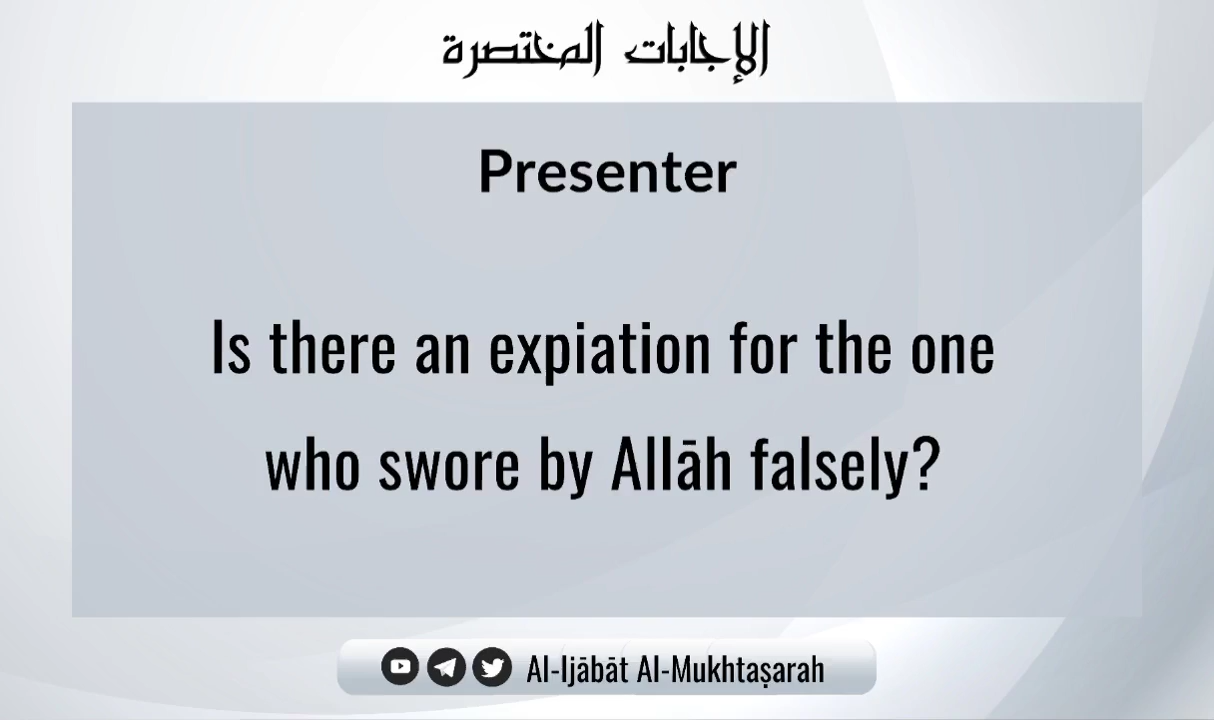 الإجابات المختصرة
Presenter
Is there an expiation for the one
who swore by Allāh falsely?
Al-Ijābāt Al-Mukhtaṣarah